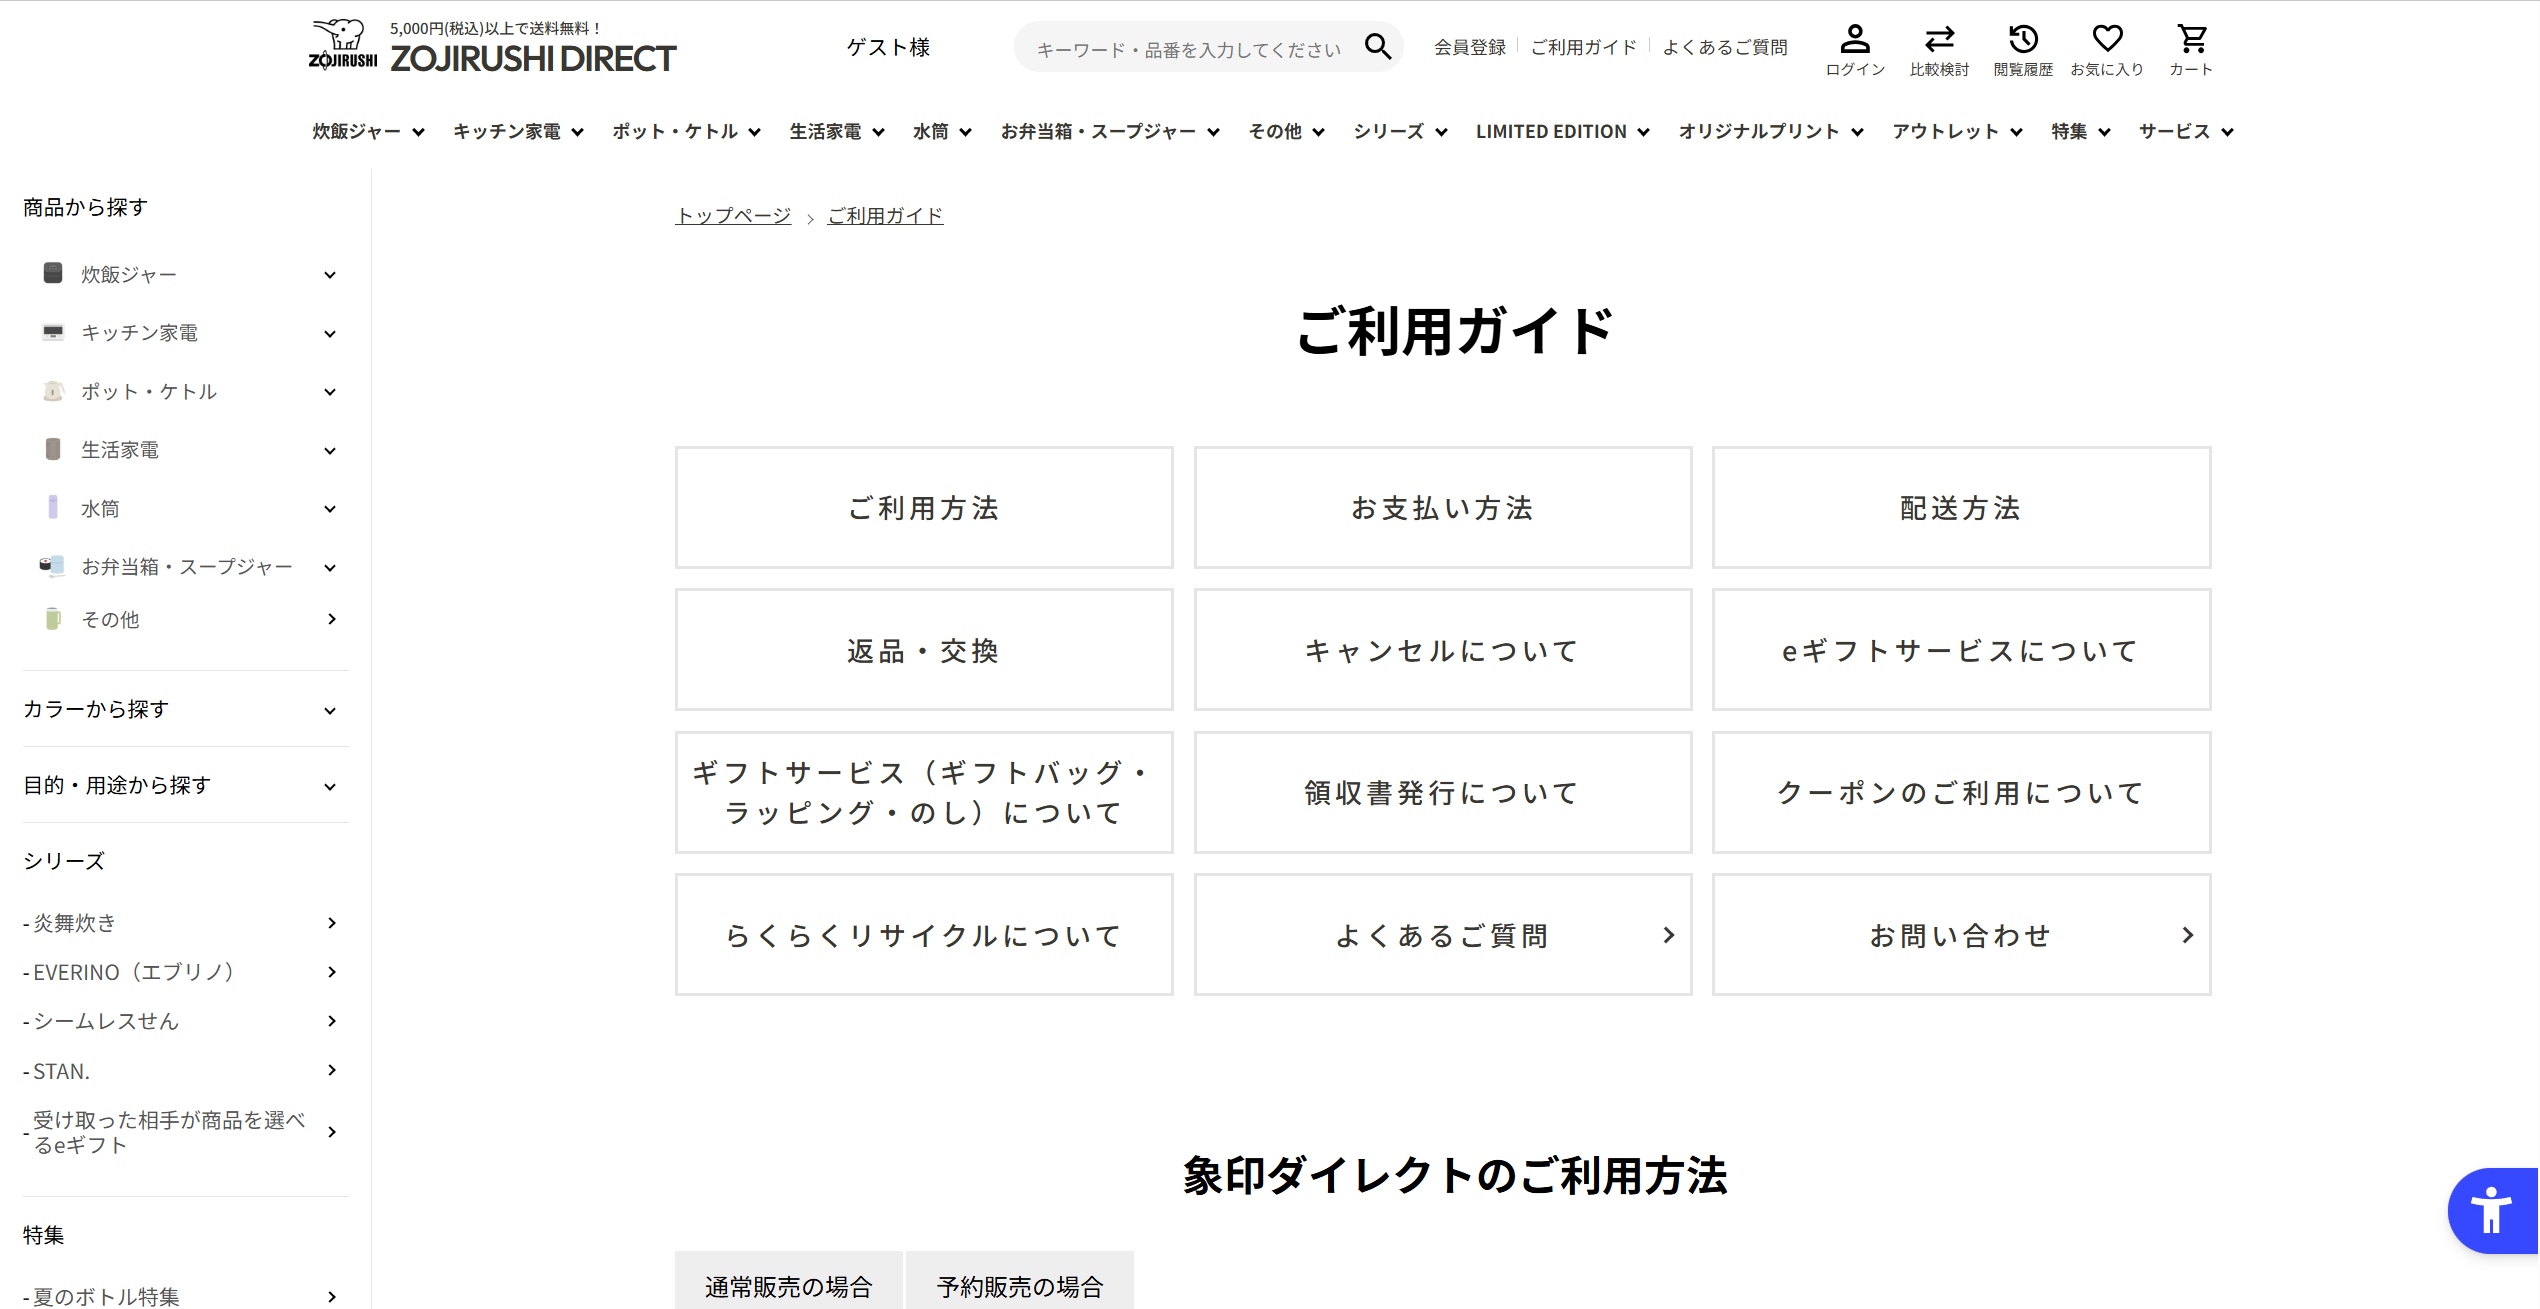 ZOJIRUSHI
5,000円(税込)以上で送料無料！
ZOJIRUSHI DIRECT
ゲスト様
キーワード・品番を入力してください
会員登録
ご利用ガイド
よくあるご質問
ログイン
比較検討
閲覧履歴
お気に入り
カート
炊飯ジャー
キッチン家電
ポット・ケトル
生活家電
水筒
お弁当箱・スープジャー
その他
シリーズ
LIMITED EDITION
オリジナルプリント
アウトレット
特集
サービス
商品から探す
炊飯ジャー
キッチン家電
ポット・ケトル
生活家電
水筒
お弁当箱・スープジャー
その他
カラーから探す
目的・用途から探す
シリーズ
- 炎舞炊き
- EVERINO（エブリノ）
- シームレスせん
- STAN.
- 受け取った相手が商品を選べ
るeギフト
特集
- 夏のボトル特集
トップページ
ご利用ガイド
ご利用ガイド
ご利用方法
お支払い方法
配送方法
返品・交換
キャンセルについて
eギフトサービスについて
ギフトサービス（ギフトバッグ・
ラッピング・のし）について
領収書発行について
クーポンのご利用について
らくらくリサイクルについて
よくあるご質問
お問い合わせ
象印ダイレクトのご利用方法
通常販売の場合
予約販売の場合